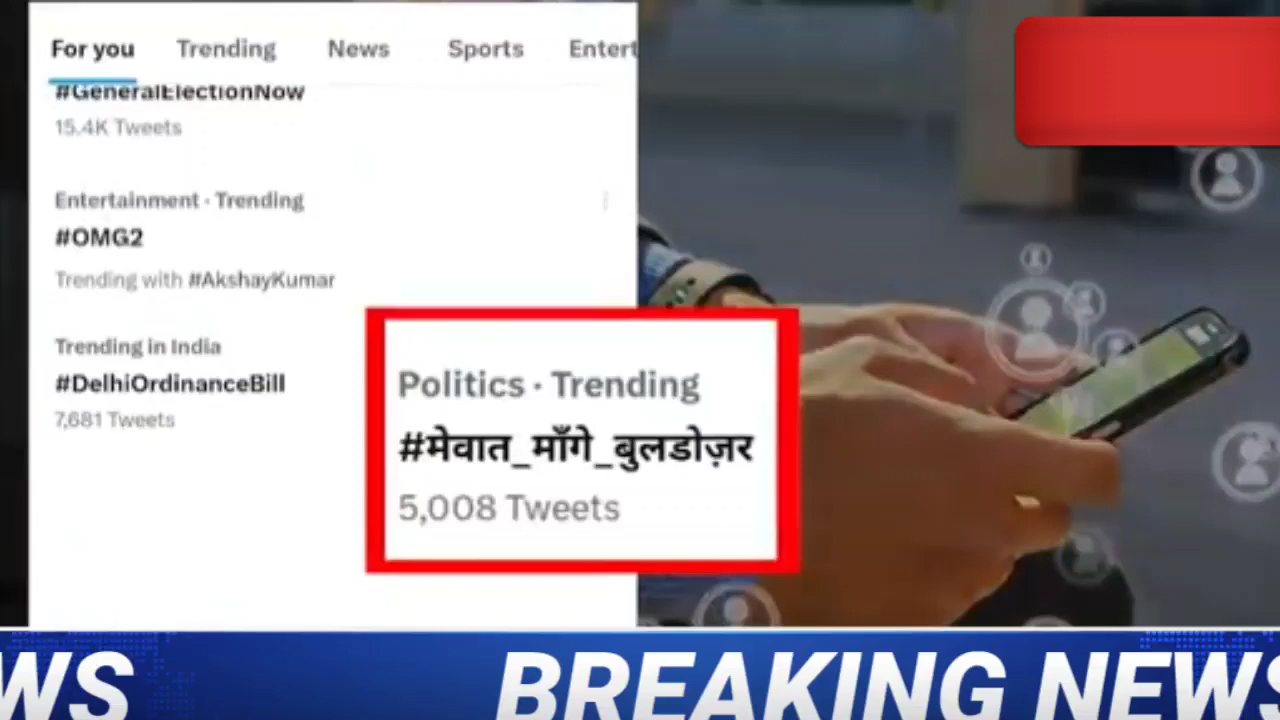 For you Trending News Sports Entert
#GeneralElectionNow
15.4K Tweets
Entertainment · Trending
#OMG2
Trending with #AkshayKumar
Trending in India
#DelhiOrdinanceBill
7,681 Tweets
Politics · Trending
#मेवात_माँगे_बुलडोज़र
5,008 Tweets
WS BREAKING NEWS